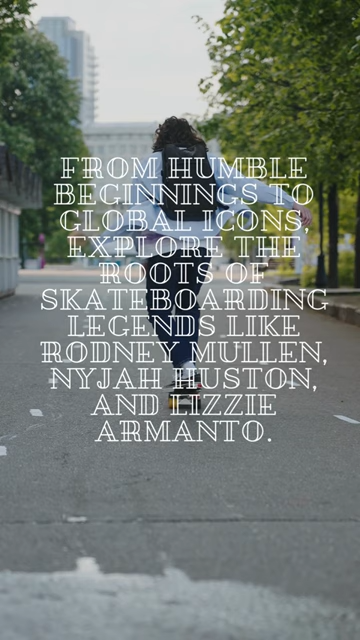 FROM HUMBLE
BEGINNINGS TO
GLOBAL ICONS,
EXPLORE THE
ROOTS OF
SKATEBOARDING
LEGENDS LIKE
RODNEY MULLEN,
NYJAH HUSTON,
AND LIZZIE
ARMANTO.